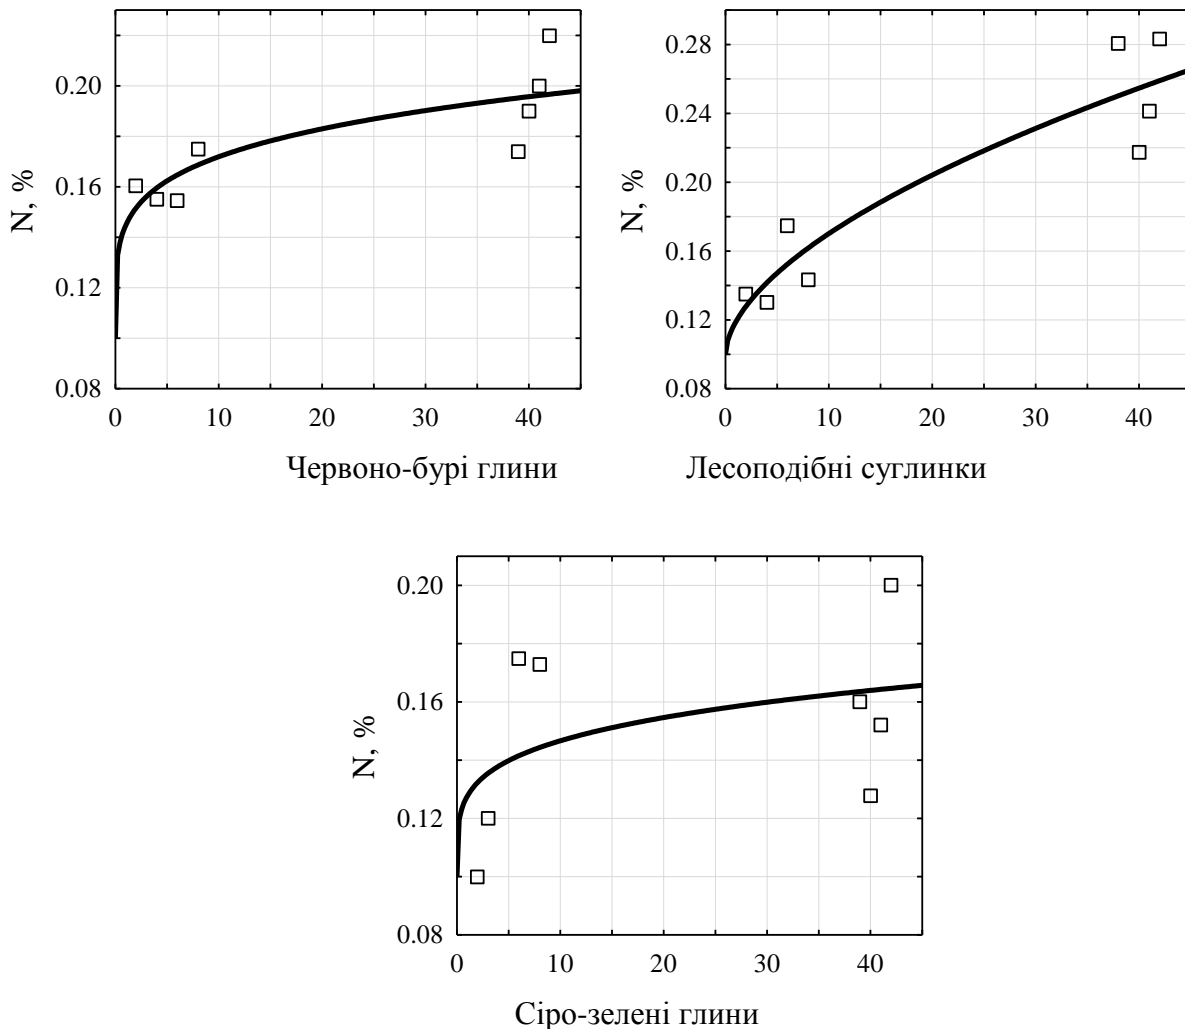 N, %
0.20
0.16
0.12
0.08
0 10 20 30 40
Червоно-бурі глини
N, %
0.28
0.24
0.20
0.16
0.12
0.08
0 10 20 30 40
Лесоподібні суглинки
N, %
0.20
0.16
0.12
0.08
0 10 20 30 40
Сіро-зелені глини